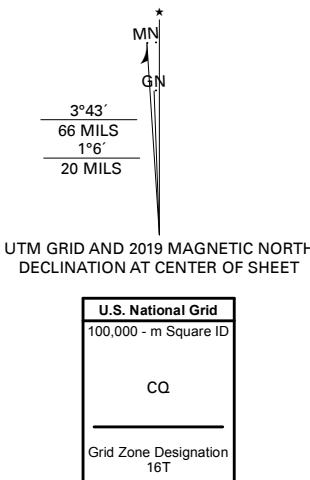 MN
GN
3°43´
66 MILS
1°6´
20 MILS
UTM GRID AND 2019 MAGNETIC NORTH
DECLINATION AT CENTER OF SHEET
U.S. National Grid
100,000 - m Square ID
CQ
Grid Zone Designation
16T